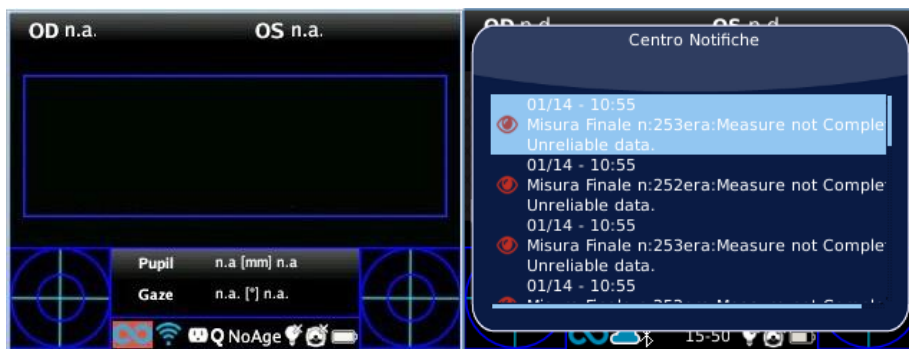 OD n.a.
OS n.a.
Pupil n.a [mm] n.a
Gaze n.a. [°] n.a.
Q NoAge
Centro Notifiche
01/14 - 10:55
Misura Finale n:253era:Measure not Comple
Unreliable data.
01/14 - 10:55
Misura Finale n:252era:Measure not Comple
Unreliable data.
01/14 - 10:55
Misura Finale n:253era:Measure not Comple
Unreliable data.
01/14 - 10:55
15-50